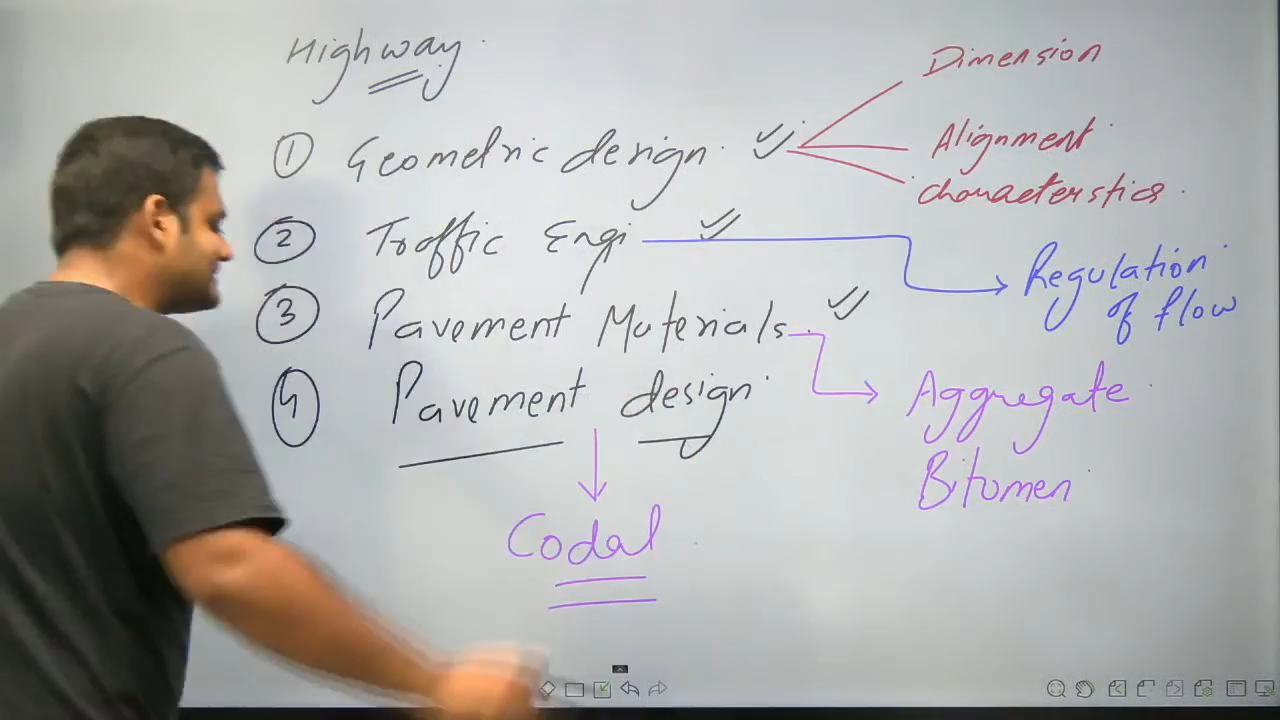 Highway.
① Geometric design.
Dimension
Alignment
characterstics.
② Traffic Engi
Regulation
of flow
③ Pavement Materials.
Aggregate
Bitumen
④ Pavement design
Codal